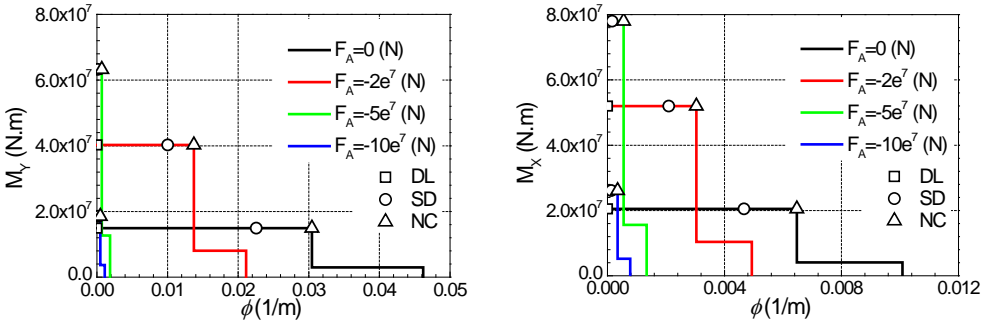 8.0x10⁷
6.0x10⁷
4.0x10⁷
2.0x10⁷
0.0
M_Y (N.m)
F_A=0 (N)
F_A=-2e⁷ (N)
F_A=-5e⁷ (N)
F_A=-10e⁷ (N)
DL
SD
NC
0.00 0.01 0.02 0.03 0.04 0.05
ϕ(1/m)
8.0x10⁷
6.0x10⁷
4.0x10⁷
2.0x10⁷
0.0
M_X (N.m)
F_A=0 (N)
F_A=-2e⁷ (N)
F_A=-5e⁷ (N)
F_A=-10e⁷ (N)
DL
SD
NC
0.000 0.004 0.008 0.012
ϕ(1/m)